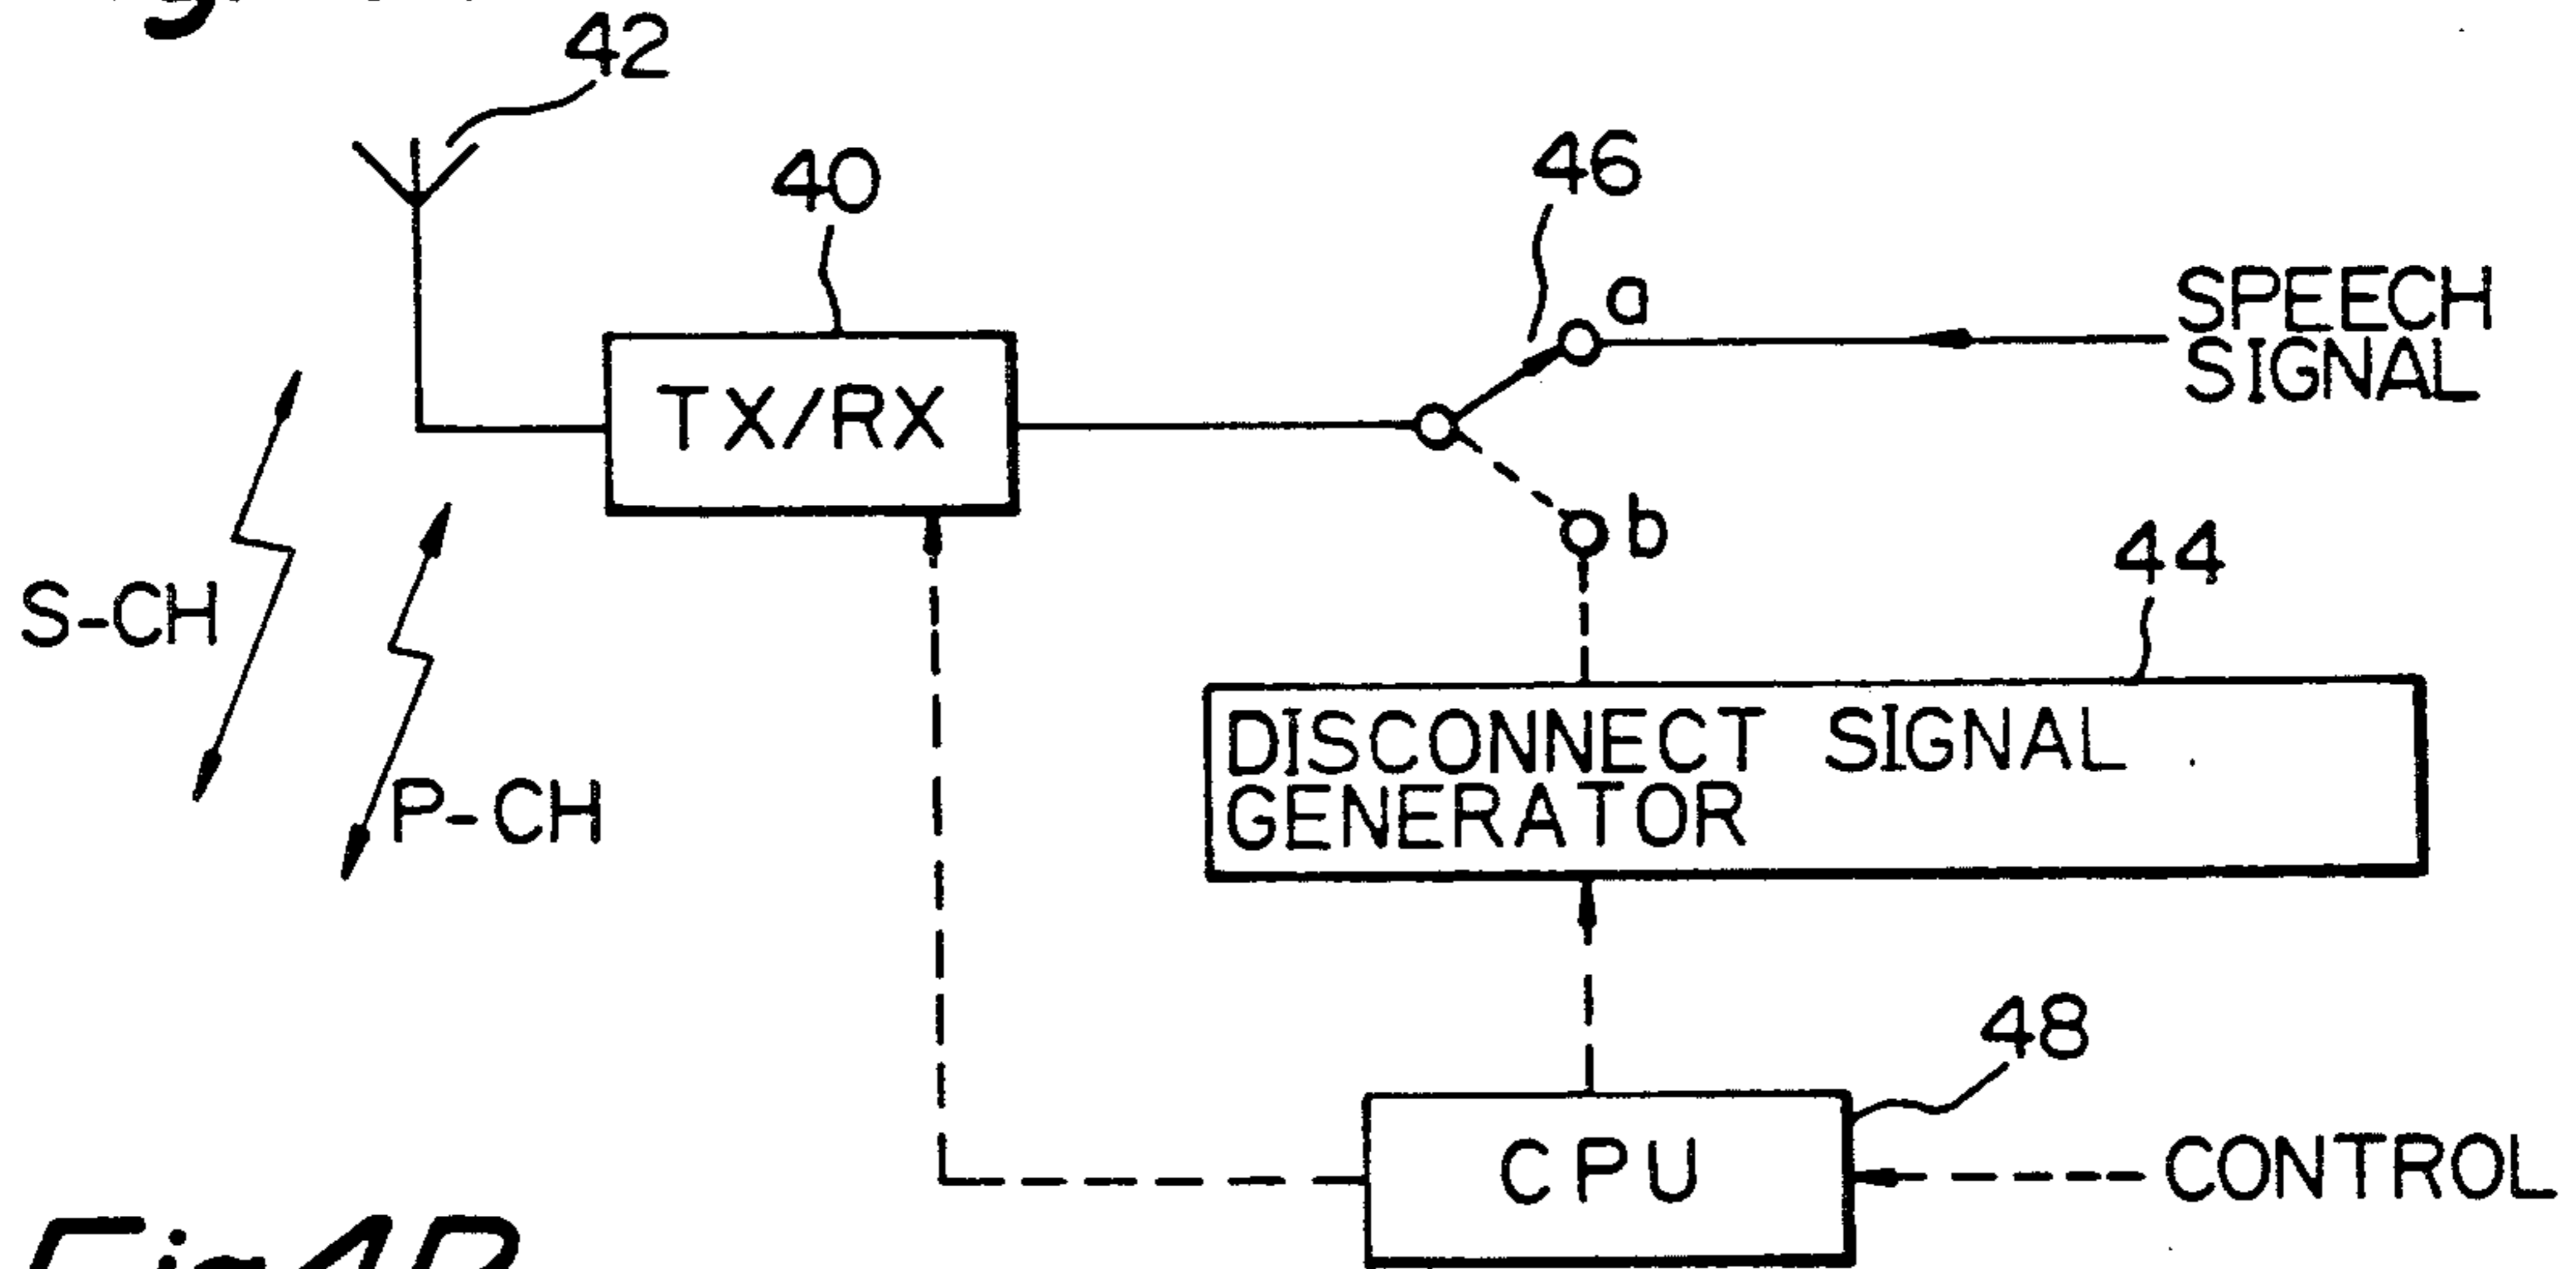 42
40
46
a
SPEECH
SIGNAL
TX/RX
b
44
S-CH
DISCONNECT SIGNAL
GENERATOR
P-CH
48
CPU
CONTROL